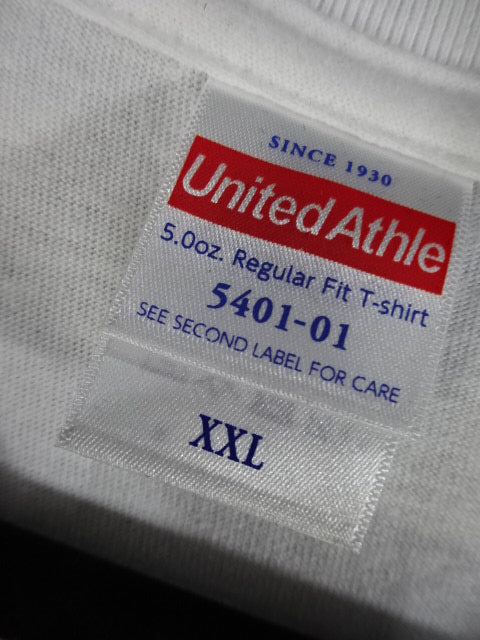 SINCE 1930
United Athle
5.0oz. Regular Fit T-shirt
5401-01
SEE SECOND LABEL FOR CARE
XXL